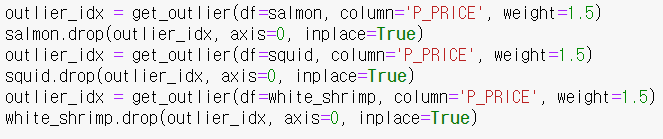 outlier_idx = get_outlier(df=salmon, column='P_PRICE', weight=1.5)
salmon.drop(outlier_idx, axis=0, inplace=True)
outlier_idx = get_outlier(df=squid, column='P_PRICE', weight=1.5)
squid.drop(outlier_idx, axis=0, inplace=True)
outlier_idx = get_outlier(df=white_shrimp, column='P_PRICE', weight=1.5)
white_shrimp.drop(outlier_idx, axis=0, inplace=True)